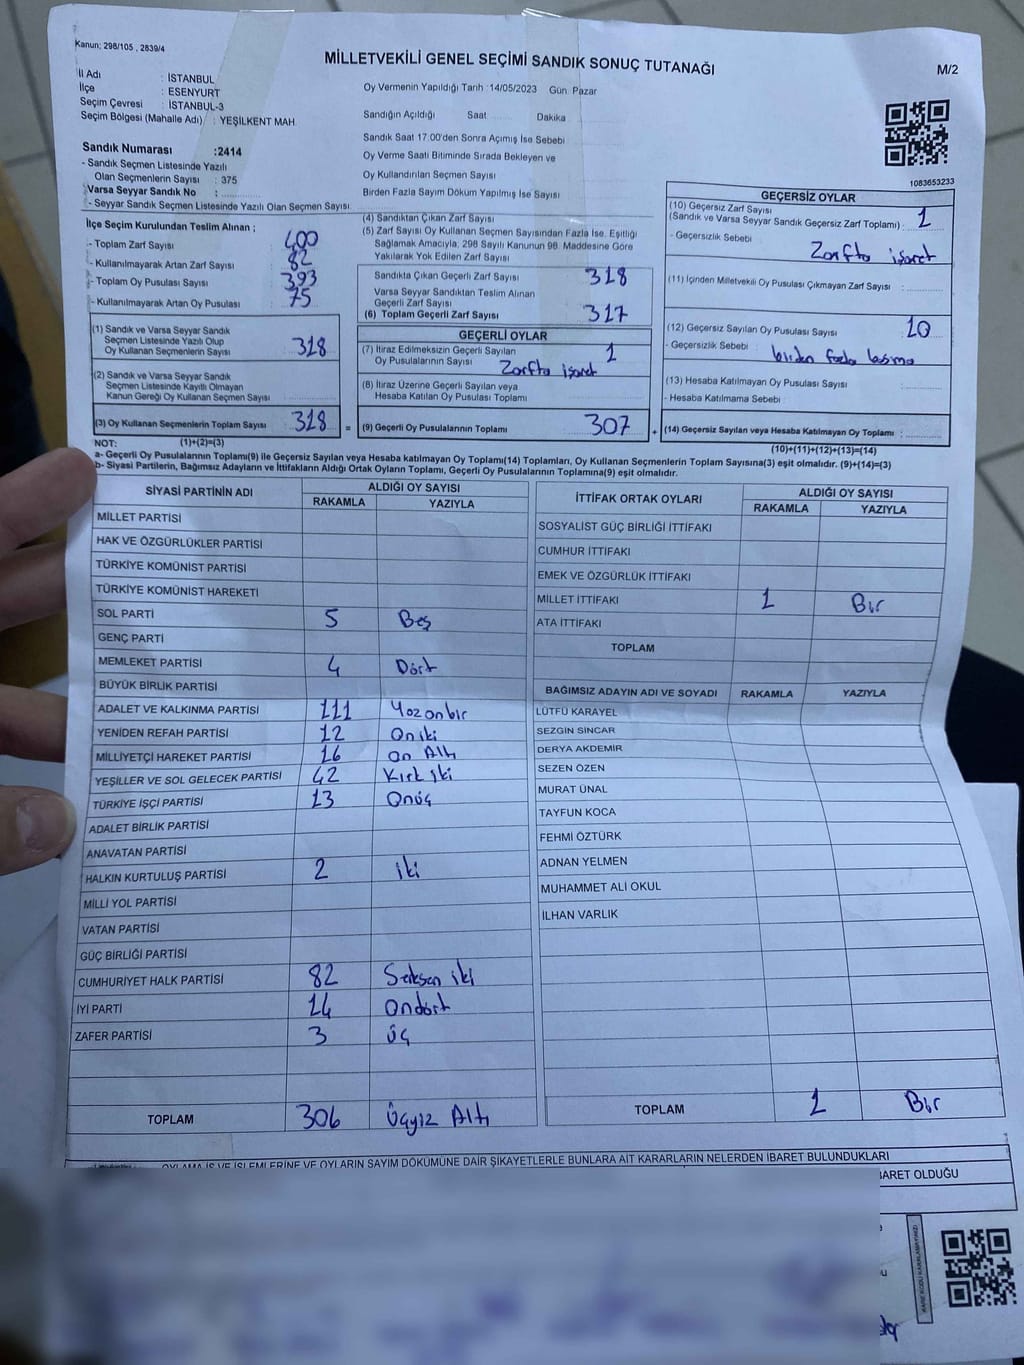 Kanun; 298/105 , 2839/4
MİLLETVEKİLİ GENEL SEÇİMİ SANDIK SONUÇ TUTANAĞI
M/2
İl Adı : İSTANBUL
İlçe : ESENYURT
Seçim Çevresi : İSTANBUL-3
Seçim Bölgesi (Mahalle Adı) : YEŞİLKENT MAH.
Oy Vermenin Yapıldığı Tarih :14/05/2023 Gün: Pazar
Sandığın Açıldığı Saat ........ Dakika
Sandık Saat 17:00'den Sonra Açımış İse Sebebi
Oy Verme Saati Bitiminde Sırada Bekleyen ve
Oy Kullandırılan Seçmen Sayısı
Birden Fazla Sayım Döküm Yapılmış İse Sayısı
Sandık Numarası :2414
- Sandık Seçmen Listesinde Yazılı
Olan Seçmenlerin Sayısı : 375
Varsa Seyyar Sandık No :
- Seyyar Sandık Seçmen Listesinde Yazılı Olan Seçmen Sayısı:
1083653233
İlçe Seçim Kurulundan Teslim Alınan ;
- Toplam Zarf Sayısı 400
- Kullanılmayarak Artan Zarf Sayısı 82
- Toplam Oy Pusulası Sayısı 393
- Kullanılmayarak Artan Oy Pusulası 75
(1) Sandık ve Varsa Seyyar Sandık
Seçmen Listesinde Yazılı Olup
Oy Kullanan Seçmenlerin Sayısı 318
(2) Sandık ve Varsa Seyyar Sandık
Seçmen Listesinde Kayıtlı Olmayan
Kanun Gereği Oy Kullanan Seçmen Sayısı :
(3) Oy Kullanan Seçmenlerin Toplam Sayısı : 318 =
(4) Sandıktan Çıkan Zarf Sayısı
(5) Zarf Sayısı Oy Kullanan Seçmen Sayısından Fazla İse, Eşitliği
Sağlamak Amacıyla, 298 Sayılı Kanunun 98. Maddesine Göre
Yakılarak Yok Edilen Zarf Sayısı
Sandıkta Çıkan Geçerli Zarf Sayısı 318
Varsa Seyyar Sandıktan Teslim Alınan
Geçerli Zarf Sayısı
(6) Toplam Geçerli Zarf Sayısı 317
GEÇERLİ OYLAR
(7) İtiraz Edilmeksizin Geçerli Sayılan
Oy Pusulalarının Sayısı 1
Zarfta işaret
(8) İtiraz Üzerine Geçerli Sayılan veya
Hesaba Katılan Oy Pusulası Toplamı
(9) Geçerli Oy Pusulalarının Toplamı 307 +
GEÇERSİZ OYLAR
(10) Geçersiz Zarf Sayısı
(Sandık ve Varsa Seyyar Sandık Geçersiz Zarf Toplamı) : 1
- Geçersizlik Sebebi Zarfta işaret
(11) İçinden Milletvekili Oy Pusulası Çıkmayan Zarf Sayısı :
(12) Geçersiz Sayılan Oy Pusulası Sayısı 10
- Geçersizlik Sebebi : birden fazla basma
(13) Hesaba Katılmayan Oy Pusulası Sayısı
- Hesaba Katılmama Sebebi :
(14) Geçersiz Sayılan veya Hesaba Katılmayan Oy Toplamı :
NOT: (1)+(2)=(3)
(10)+(11)+(12)+(13)=(14)
a- Geçerli Oy Pusulalarının Toplamı(9) ile Geçersiz Sayılan veya Hesaba katılmayan Oy Toplamı(14) Toplamları, Oy Kullanan Seçmenlerin Toplam Sayısına(3) eşit olmalıdır. (9)+(14)=(3)
b- Siyasi Partilerin, Bağımsız Adayların ve İttifakların Aldığı Ortak Oyların Toplamı, Geçerli Oy Pusulalarının Toplamına(9) eşit olmalıdır.
SİYASİ PARTİNİN ADI ALDIĞI OY SAYISI
RAKAMLA YAZIYLA
MİLLET PARTİSİ
HAK VE ÖZGÜRLÜKLER PARTİSİ
TÜRKİYE KOMÜNİST PARTİSİ
TÜRKİYE KOMÜNİST HAREKETİ
SOL PARTİ 5 Beş
GENÇ PARTİ
MEMLEKET PARTİSİ 4 Dört
BÜYÜK BİRLİK PARTİSİ
ADALET VE KALKINMA PARTİSİ 111 Yüzonbir
YENİDEN REFAH PARTİSİ 12 Oniki
MİLLİYETÇİ HAREKET PARTİSİ 16 On Altı
YEŞİLLER VE SOL GELECEK PARTİSİ 42 Kırk iki
TÜRKİYE İŞÇİ PARTİSİ 13 Onüç
ADALET BİRLİK PARTİSİ
ANAVATAN PARTİSİ
HALKIN KURTULUŞ PARTİSİ 2 iki
MİLLİ YOL PARTİSİ
VATAN PARTİSİ
GÜÇ BİRLİĞİ PARTİSİ
CUMHURİYET HALK PARTİSİ 82 Seksen iki
İYİ PARTİ 14 Ondört
ZAFER PARTİSİ 3 Üç
TOPLAM 306 Üçyüz Altı
İTTİFAK ORTAK OYLARI ALDIĞI OY SAYISI
RAKAMLA YAZIYLA
SOSYALİST GÜÇ BİRLİĞİ İTTİFAKI
CUMHUR İTTİFAKI
EMEK VE ÖZGÜRLÜK İTTİFAKI
MİLLET İTTİFAKI 1 Bir
ATA İTTİFAKI
TOPLAM
BAĞIMSIZ ADAYIN ADI VE SOYADI RAKAMLA YAZIYLA
LÜTFÜ KARAYEL
SEZGİN SİNCAR
DERYA AKDEMİR
SEZEN ÖZEN
MURAT ÜNAL
TAYFUN KOCA
FEHMİ ÖZTÜRK
ADNAN YELMEN
MUHAMMET ALİ OKUL
İLHAN VARLIK
TOPLAM 1 Bir
OYLAMA İŞ VE İŞLEMLERİNE VE OYLARIN SAYIM DÖKÜMÜNE DAİR ŞİKAYETLERLE BUNLARA AİT KARARLARIN NELERDEN İBARET BULUNDUKLARI
BARET OLDUĞU